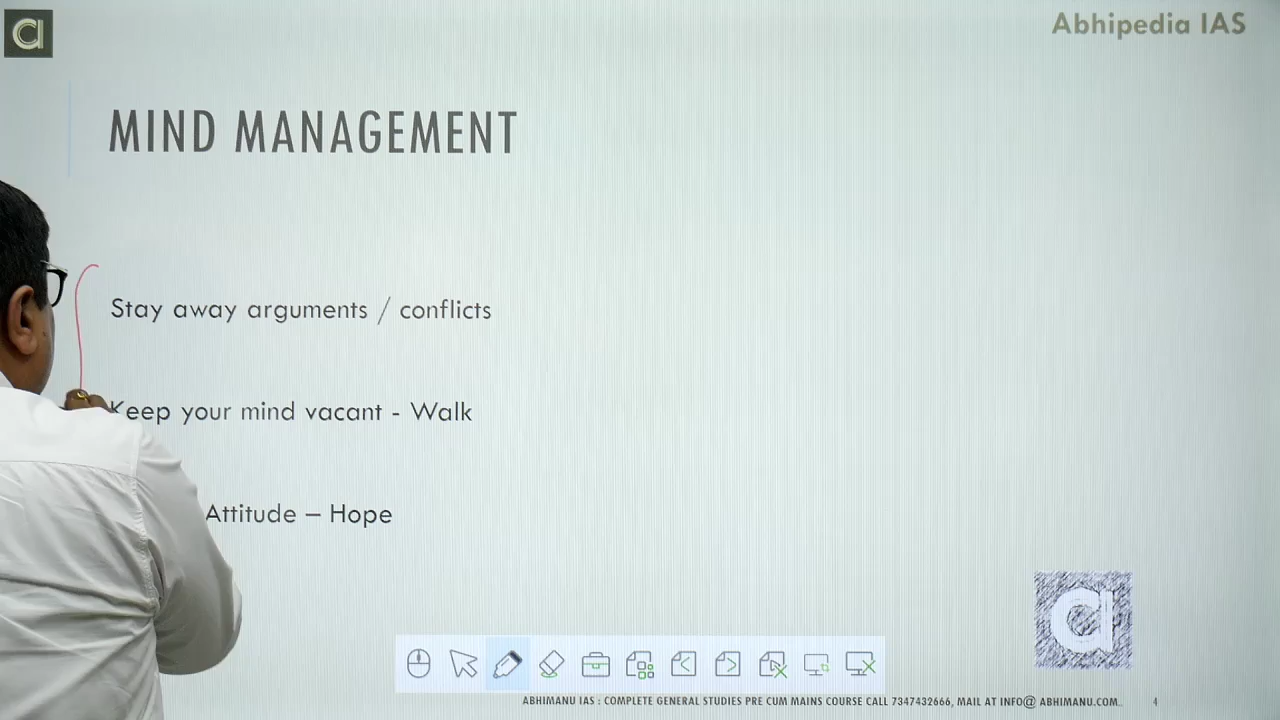 Abhipedia IAS
MIND MANAGEMENT
Stay away arguments / conflicts
Keep your mind vacant - Walk
Attitude – Hope
ABHIMANU IAS : COMPLETE GENERAL STUDIES PRE CUM MAINS COURSE CALL 7347432666, MAIL AT INFO@ ABHIMANU.COM..
4